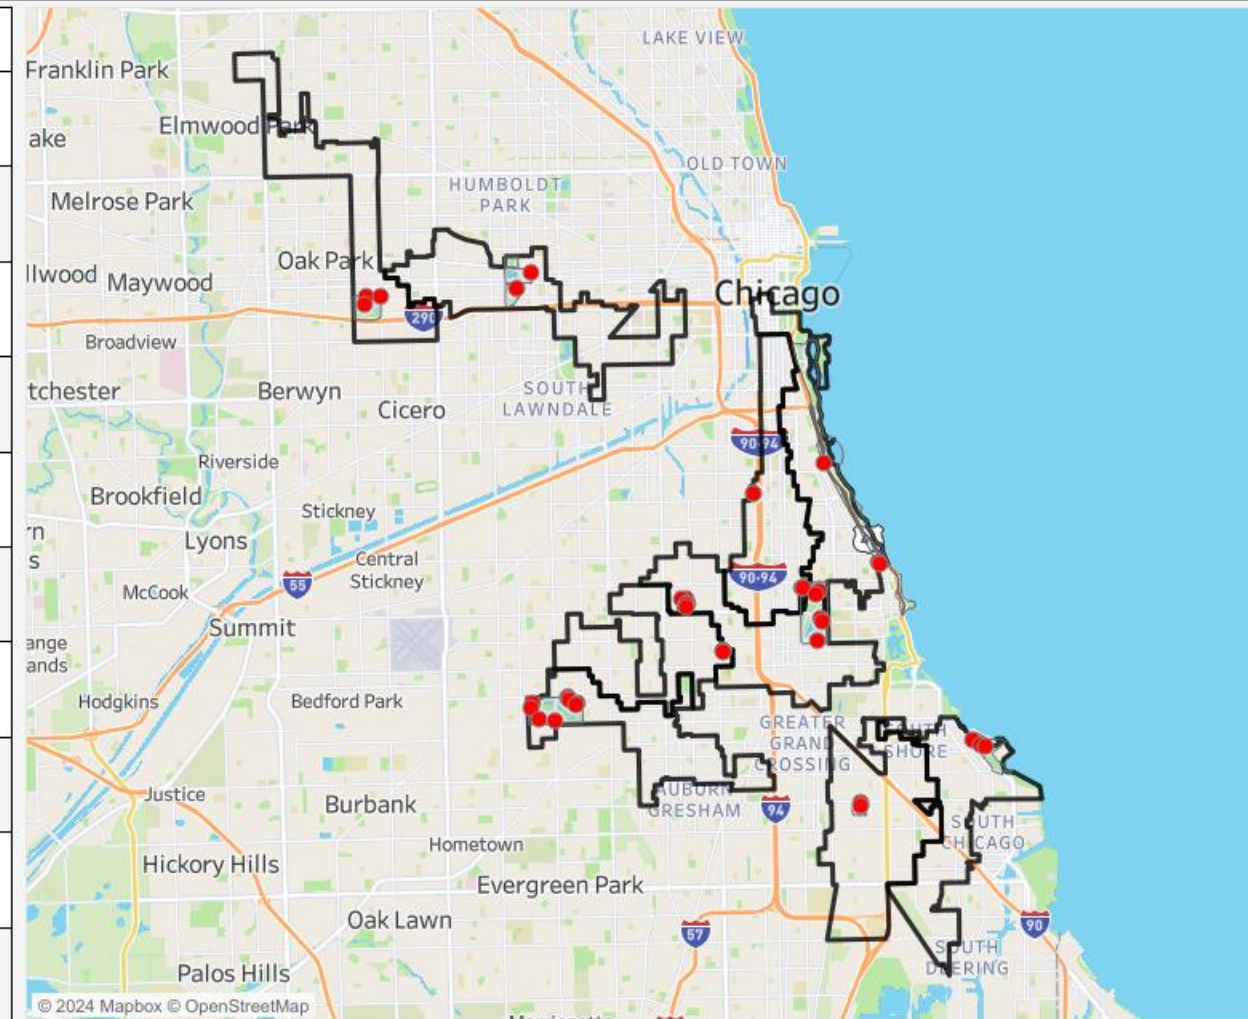 LAKE VIEW
Franklin Park
Elmwood Park
ake
OLD TOWN
HUMBOLDT
PARK
Melrose Park
Oak Park
llwood
Maywood
Chicago
290
Broadview
tchester
Berwyn
SOUTH
LAWNDALE
Cicero
90-94
Riverside
Brookfield
Stickney
rn
s
Lyons
Central
Stickney
90-94
55
McCook
Summit
ange
ands
Hodgkins
Bedford Park
GREATER
GRAND
CROSSING
SOUTH
SHORE
Justice
Burbank
AUBURN
GRESHAM
94
SOUTH
CHICAGO
Hometown
Hickory Hills
Evergreen Park
Oak Lawn
57
90
SOUTH
DEERING
Palos Hills
© 2024 Mapbox © OpenStreetMap